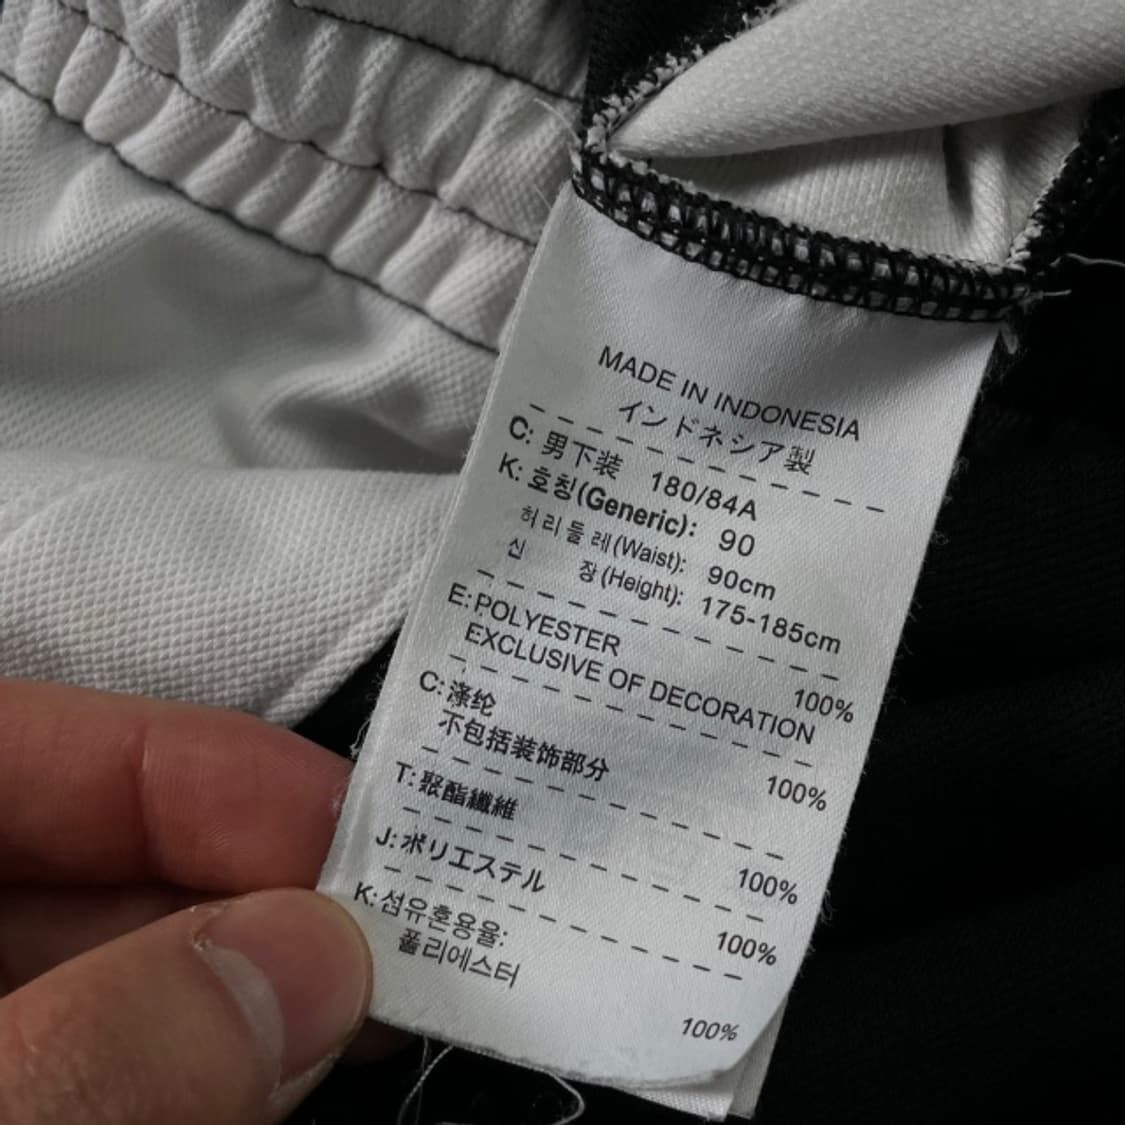 MADE IN INDONESIA
インドネシア製
C: 男下装 180/84A
K: 호칭(Generic): 90
허리둘레(Waist): 90cm
신 장(Height): 175-185cm
E: POLYESTER 100%
EXCLUSIVE OF DECORATION
C: 涤纶 100%
不包括装饰部分
T: 聚酯纖維 100%
J: ポリエステル 100%
K: 섬유혼용율:
폴리에스터 100%